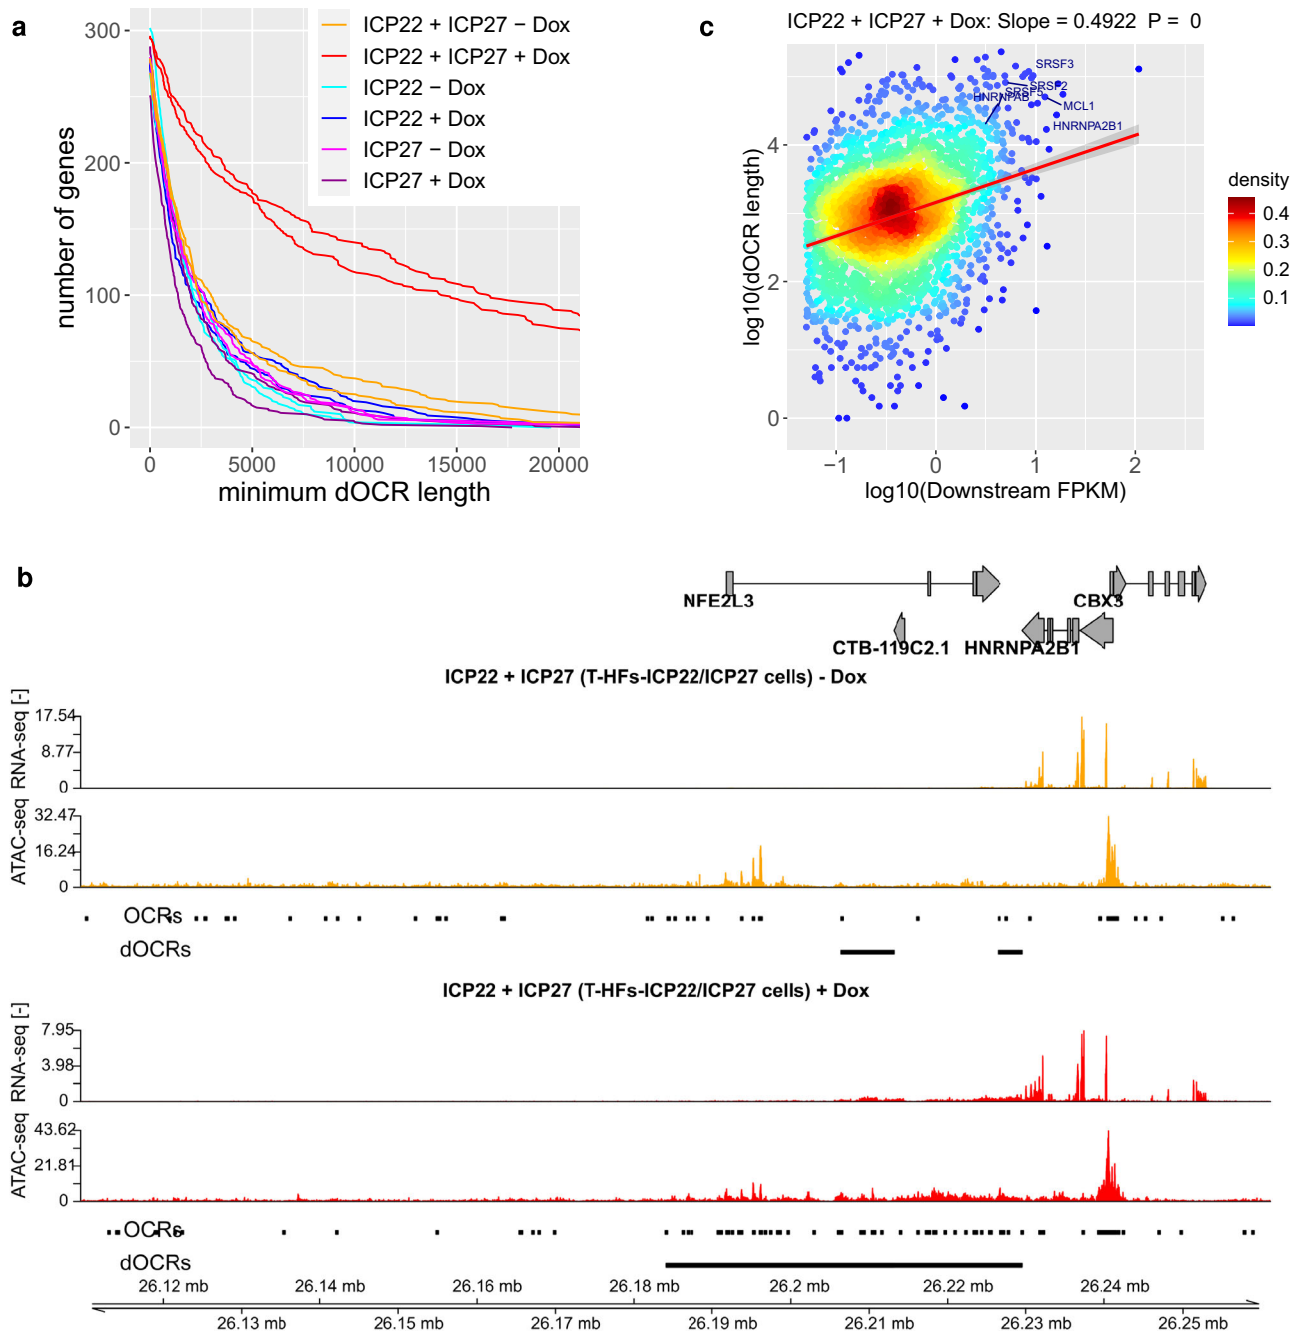 a
300
200
100
0
number of genes
0 5000 10000 15000 20000
minimum dOCR length
ICP22 + ICP27 − Dox
ICP22 + ICP27 + Dox
ICP22 − Dox
ICP22 + Dox
ICP27 − Dox
ICP27 + Dox
c
ICP22 + ICP27 + Dox: Slope = 0.4922 P = 0
SRSF3
SRSF2
SRSF5
HNRNPAB
MCL1
HNRNPA2B1
4
2
0
log10(dOCR length)
−1 0 1 2
log10(Downstream FPKM)
density
0.4
0.3
0.2
0.1
b
NFE2L3
CBX3
CTB-119C2.1
HNRNPA2B1
ICP22 + ICP27 (T-HFs-ICP22/ICP27 cells) - Dox
RNA-seq [-]
17.54
8.77
0
ATAC-seq
32.47
16.24
0
OCRs
dOCRs
ICP22 + ICP27 (T-HFs-ICP22/ICP27 cells) + Dox
RNA-seq [-]
7.95
3.98
0
ATAC-seq
43.62
21.81
0
OCRs
dOCRs
26.12 mb 26.14 mb 26.16 mb 26.18 mb 26.2 mb 26.22 mb 26.24 mb
26.13 mb 26.15 mb 26.17 mb 26.19 mb 26.21 mb 26.23 mb 26.25 mb